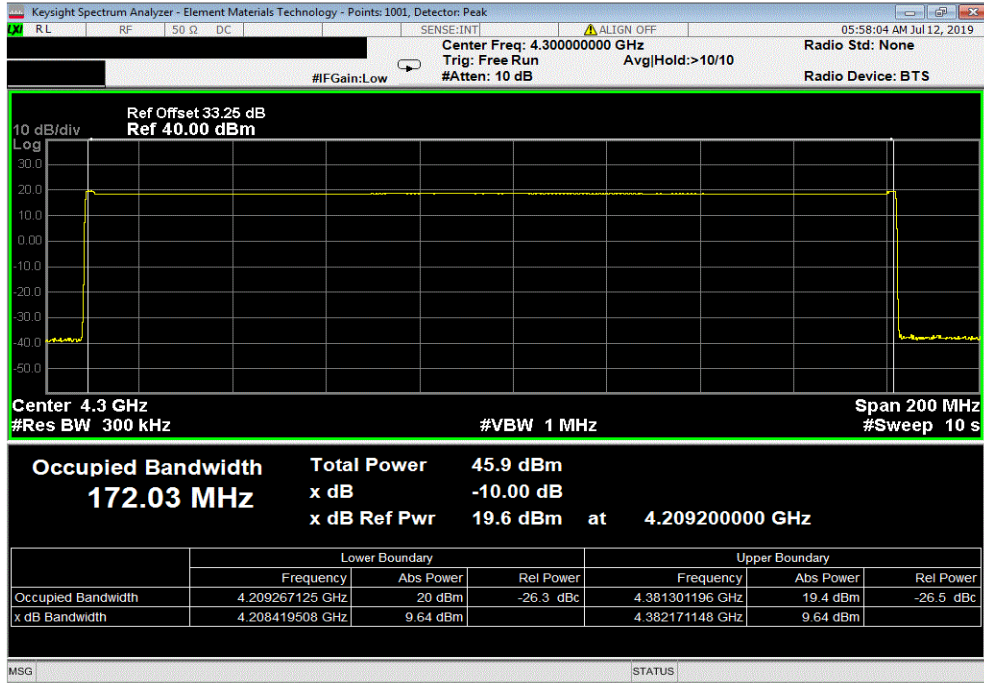 Keysight Spectrum Analyzer - Element Materials Technology - Points: 1001, Detector: Peak
LXI RL RF 50 Ω DC SENSE:INT ALIGN OFF 05:58:04 AM Jul 12, 2019
Center Freq: 4.300000000 GHz Radio Std: None
Trig: Free Run Avg|Hold:>10/10
#IFGain:Low #Atten: 10 dB Radio Device: BTS
Ref Offset 33.25 dB
10 dB/div Ref 40.00 dBm
Log
30.0
20.0
10.0
0.00
-10.0
-20.0
-30.0
-40.0
-50.0
Center 4.3 GHz Span 200 MHz
#Res BW 300 kHz #VBW 1 MHz #Sweep 10 s
Occupied Bandwidth Total Power 45.9 dBm
172.03 MHz x dB -10.00 dB
x dB Ref Pwr 19.6 dBm at 4.209200000 GHz
Lower Boundary Upper Boundary
Frequency Abs Power Rel Power Frequency Abs Power Rel Power
Occupied Bandwidth 4.209267125 GHz 20 dBm -26.3 dBc 4.381301196 GHz 19.4 dBm -26.5 dBc
x dB Bandwidth 4.208419508 GHz 9.64 dBm 4.382171148 GHz 9.64 dBm
MSG STATUS